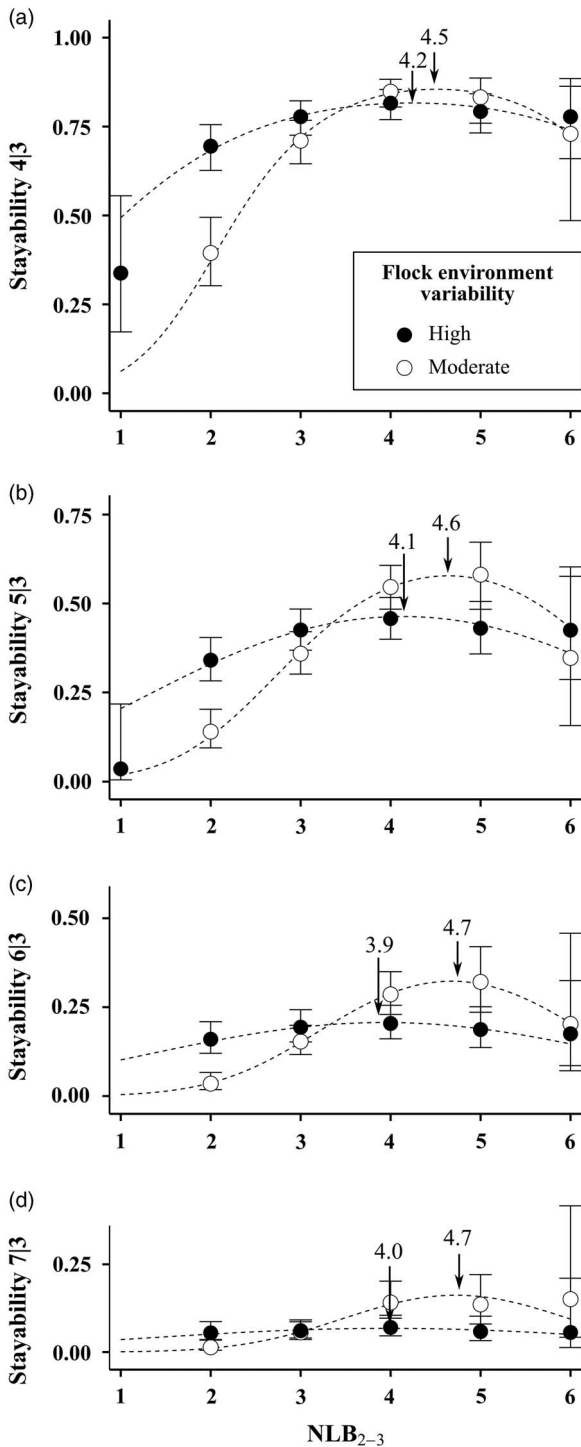 (a)
1.00
0.75
0.50
0.25
0.00
Stayability 4|3
4.2
4.5
Flock environment
variability
High
Moderate
1 2 3 4 5 6
(b)
0.75
0.50
0.25
0.00
Stayability 5|3
4.1
4.6
1 2 3 4 5 6
(c)
0.50
0.25
0.00
Stayability 6|3
3.9
4.7
1 2 3 4 5 6
(d)
0.25
0.00
Stayability 7|3
4.0
4.7
1 2 3 4 5 6
NLB2–3